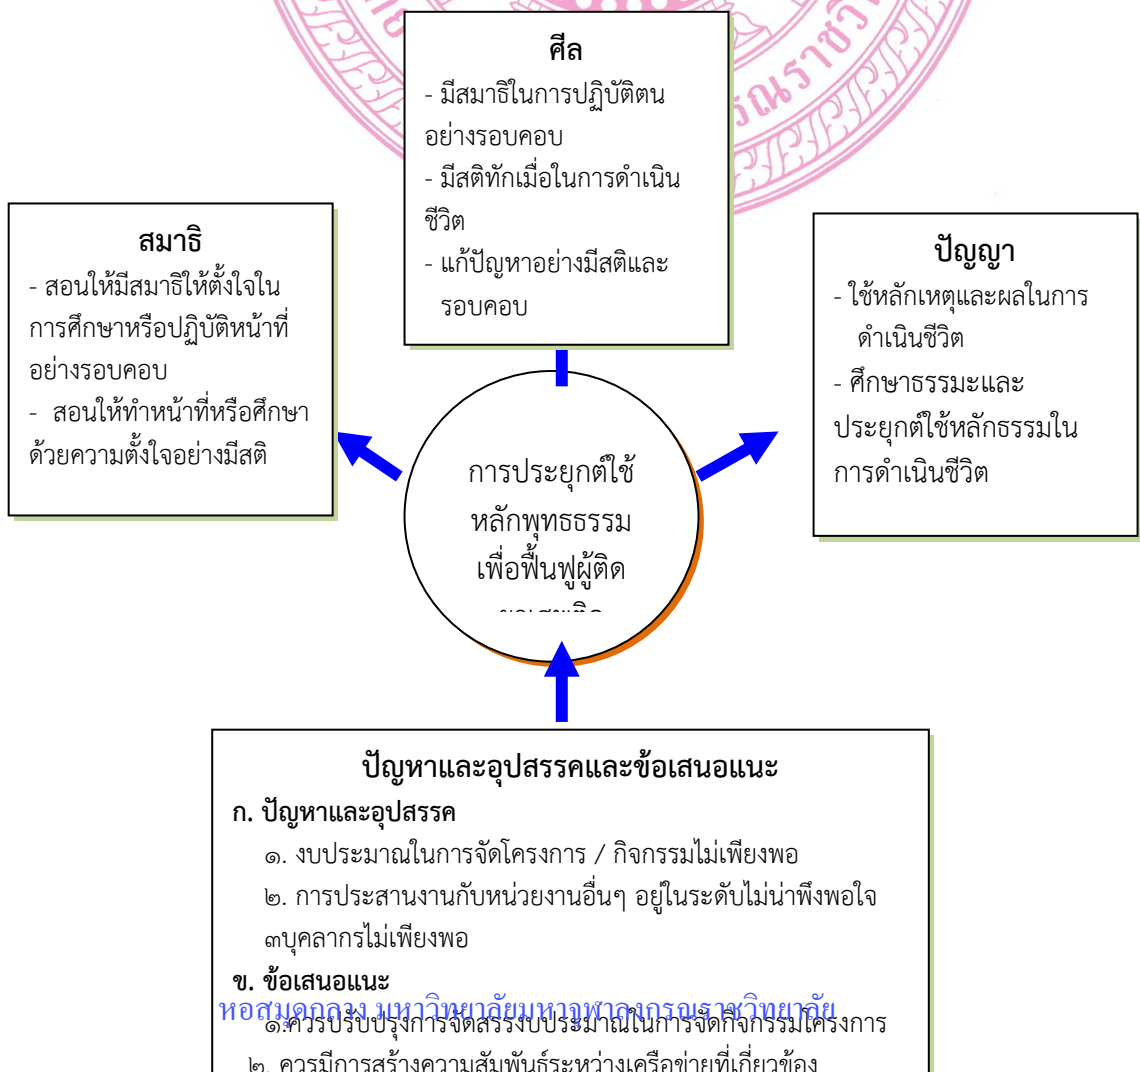 ศีล
- มีสมาธิในการปฏิบัติตน
อย่างรอบคอบ
- มีสติทักเมื่อในการดำเนิน
ชีวิต
- แก้ปัญหาอย่างมีสติและ
รอบคอบ
สมาธิ
- สอนให้มีสมาธิให้ตั้งใจใน
การศึกษาหรือปฏิบัติหน้าที่
อย่างรอบคอบ
- สอนให้ทำหน้าที่หรือศึกษา
ด้วยความตั้งใจอย่างมีสติ
ปัญญา
- ใช้หลักเหตุและผลในการ
ดำเนินชีวิต
- ศึกษาธรรมะและ
ประยุกต์ใช้หลักธรรมใน
การดำเนินชีวิต
การประยุกต์ใช้
หลักพุทธธรรม
เพื่อฟื้นฟูผู้ติด
ปัญหาและอุปสรรคและข้อเสนอแนะ
ก. ปัญหาและอุปสรรค
๑. งบประมาณในการจัดโครงการ / กิจกรรมไม่เพียงพอ
๒. การประสานงานกับหน่วยงานอื่นๆ อยู่ในระดับไม่น่าพึงพอใจ
๓บุคลากรไม่เพียงพอ
ข. ข้อเสนอแนะ
หอสมุดกลาง มหาวิทยาลัยมหาจุฬาลงกรณราชวิทยาลัย
๑.ควรปรับปรุงการจัดสรรงบประมาณในการจัดกิจกรรมโครงการ
๒. ควรมีการสร้างความสัมพันธ์ระหว่างเครือข่ายที่เกี่ยวข้อง